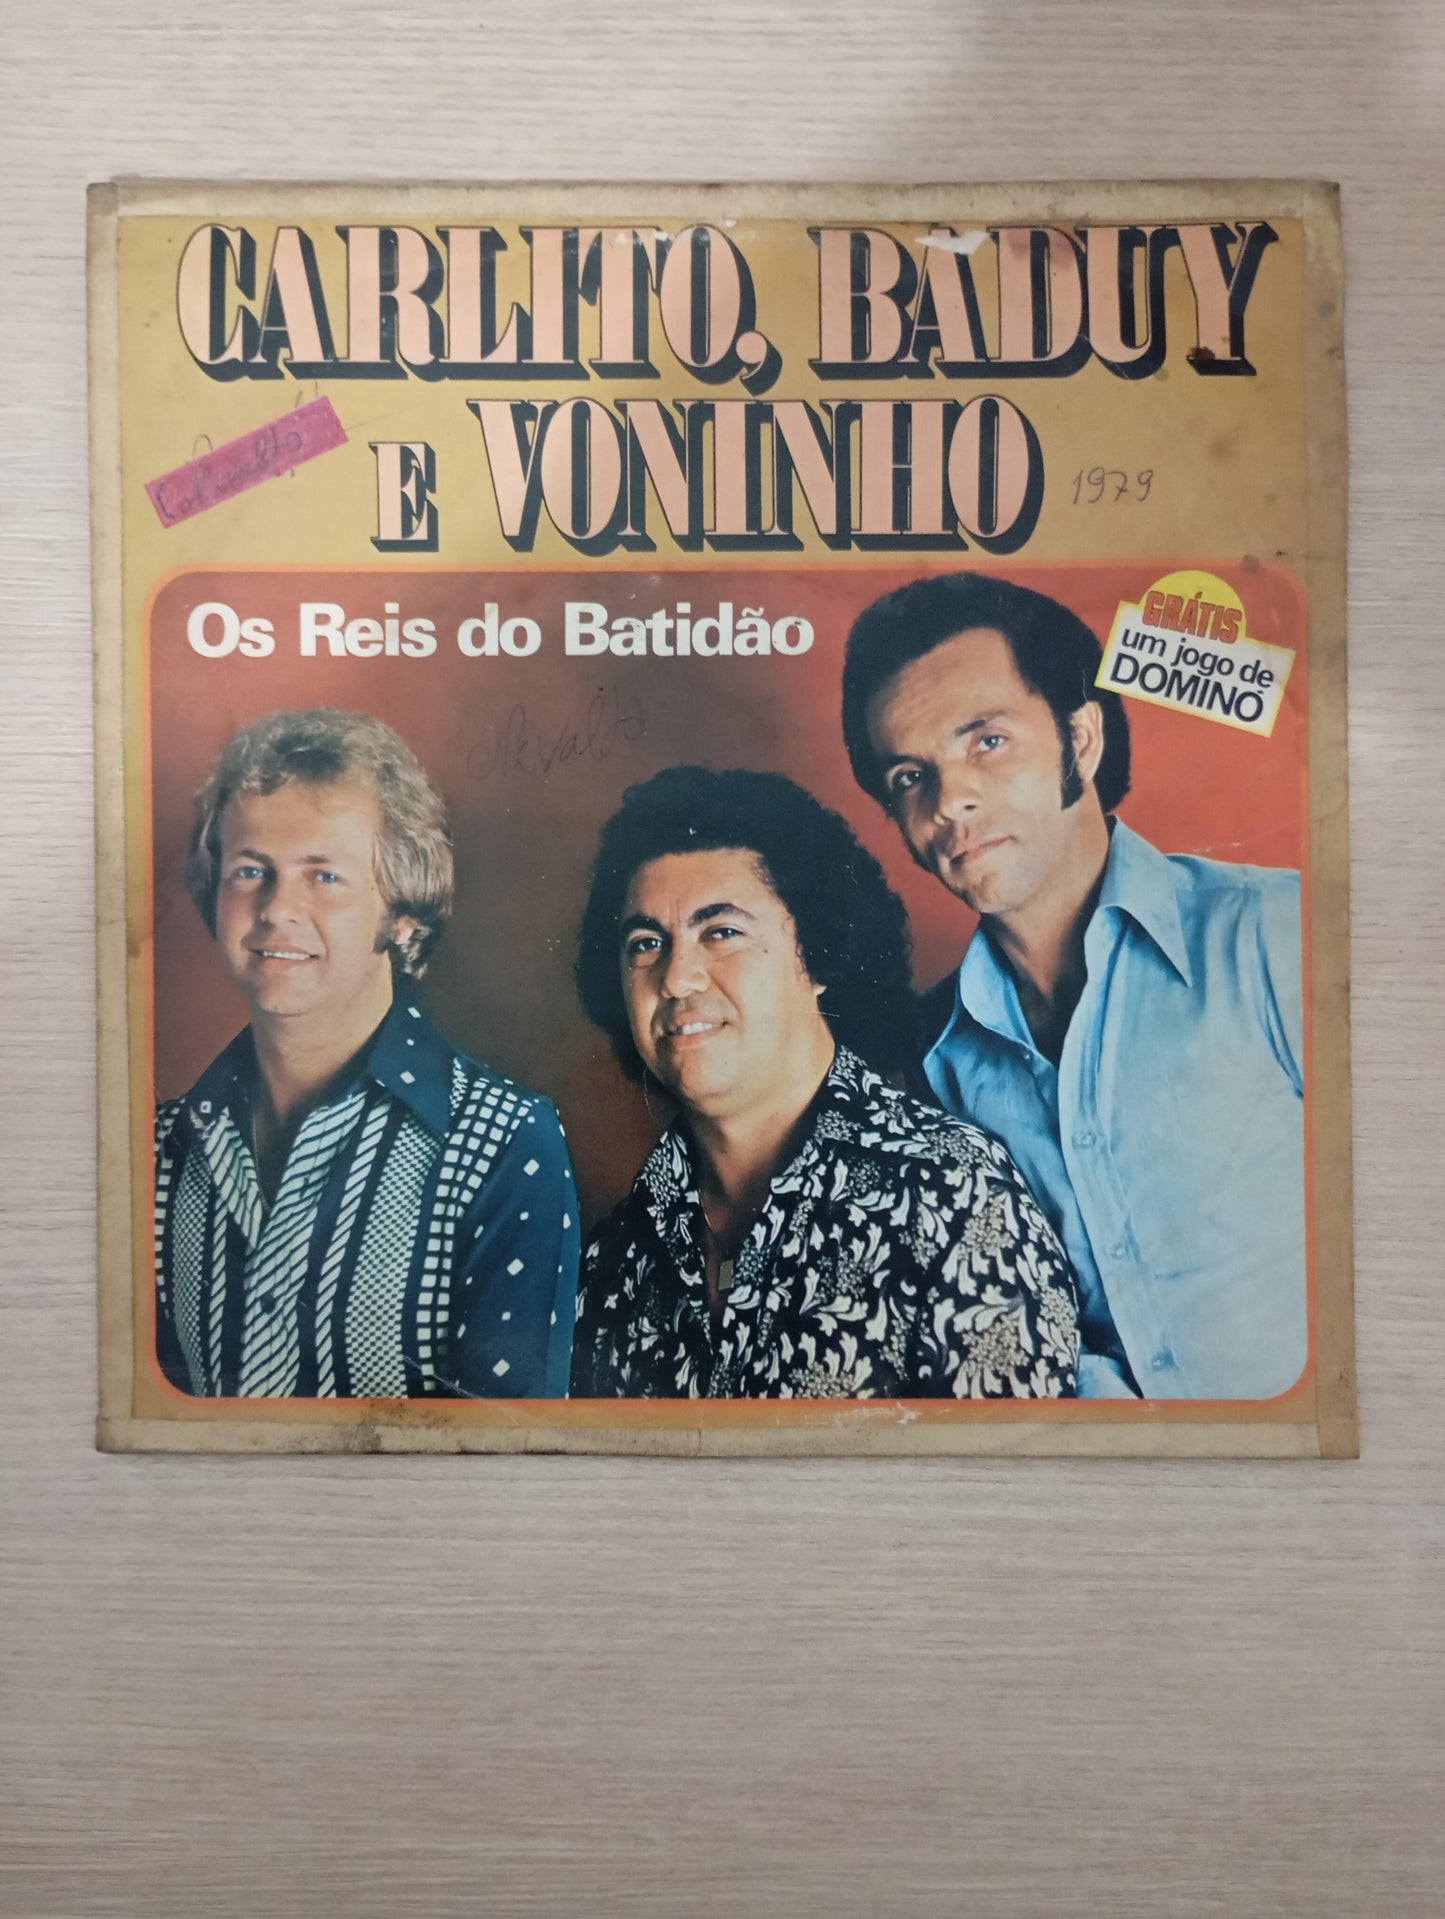 CARLITO, BADUY
E VONINHO
1979
Os Reis do Batidão
GRÁTIS
um jogo de
DOMINÓ